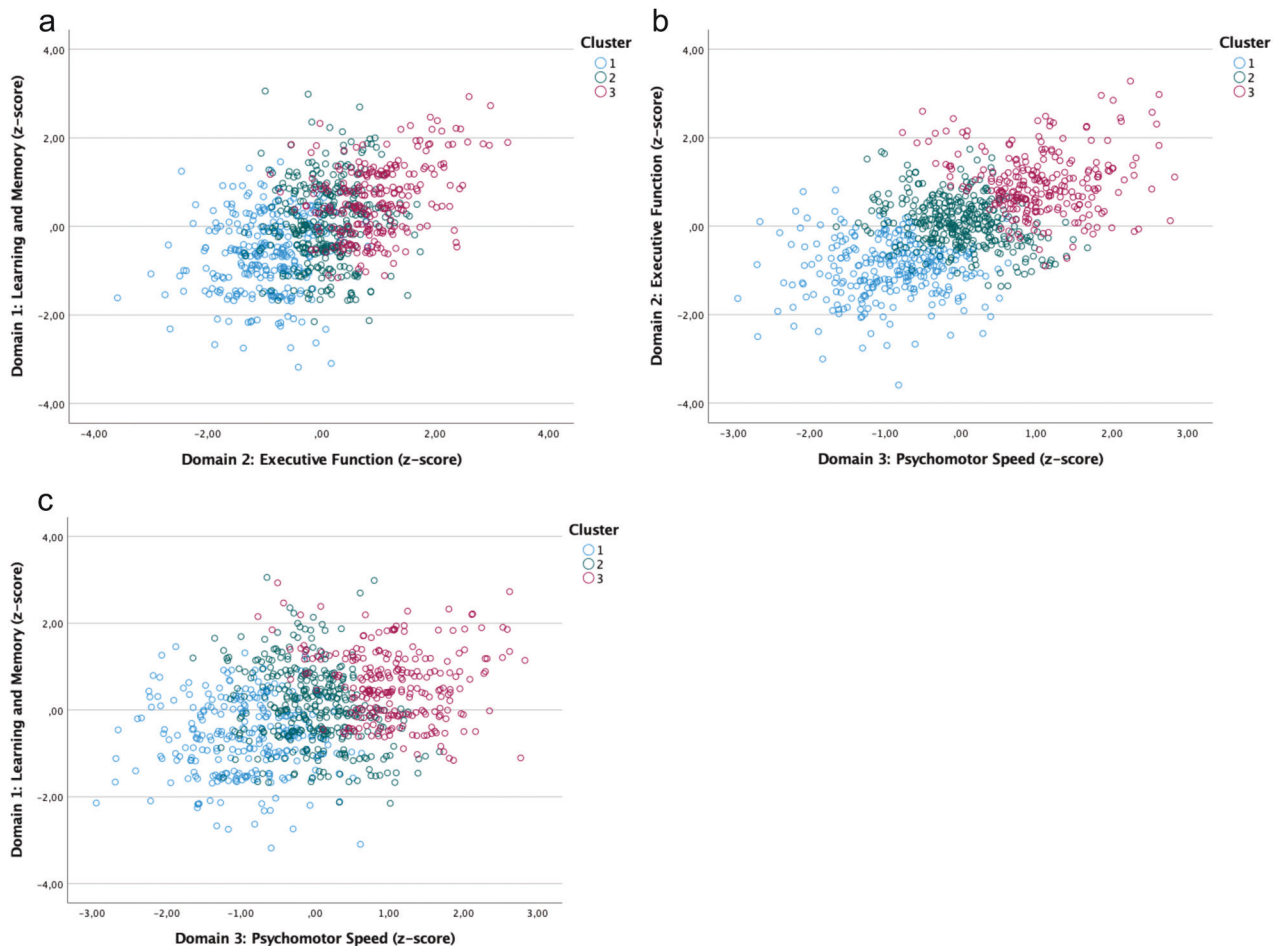 a
Domain 1: Learning and Memory (z-score)
4,00
2,00
,00
-2,00
-4,00
-4,00 -2,00 ,00 2,00 4,00
Domain 2: Executive Function (z-score)
Cluster
1
2
3
b
Domain 2: Executive Function (z-score)
4,00
2,00
,00
-2,00
-4,00
-3,00 -2,00 -1,00 ,00 1,00 2,00 3,00
Domain 3: Psychomotor Speed (z-score)
Cluster
1
2
3
c
Domain 1: Learning and Memory (z-score)
4,00
2,00
,00
-2,00
-4,00
-3,00 -2,00 -1,00 ,00 1,00 2,00 3,00
Domain 3: Psychomotor Speed (z-score)
Cluster
1
2
3